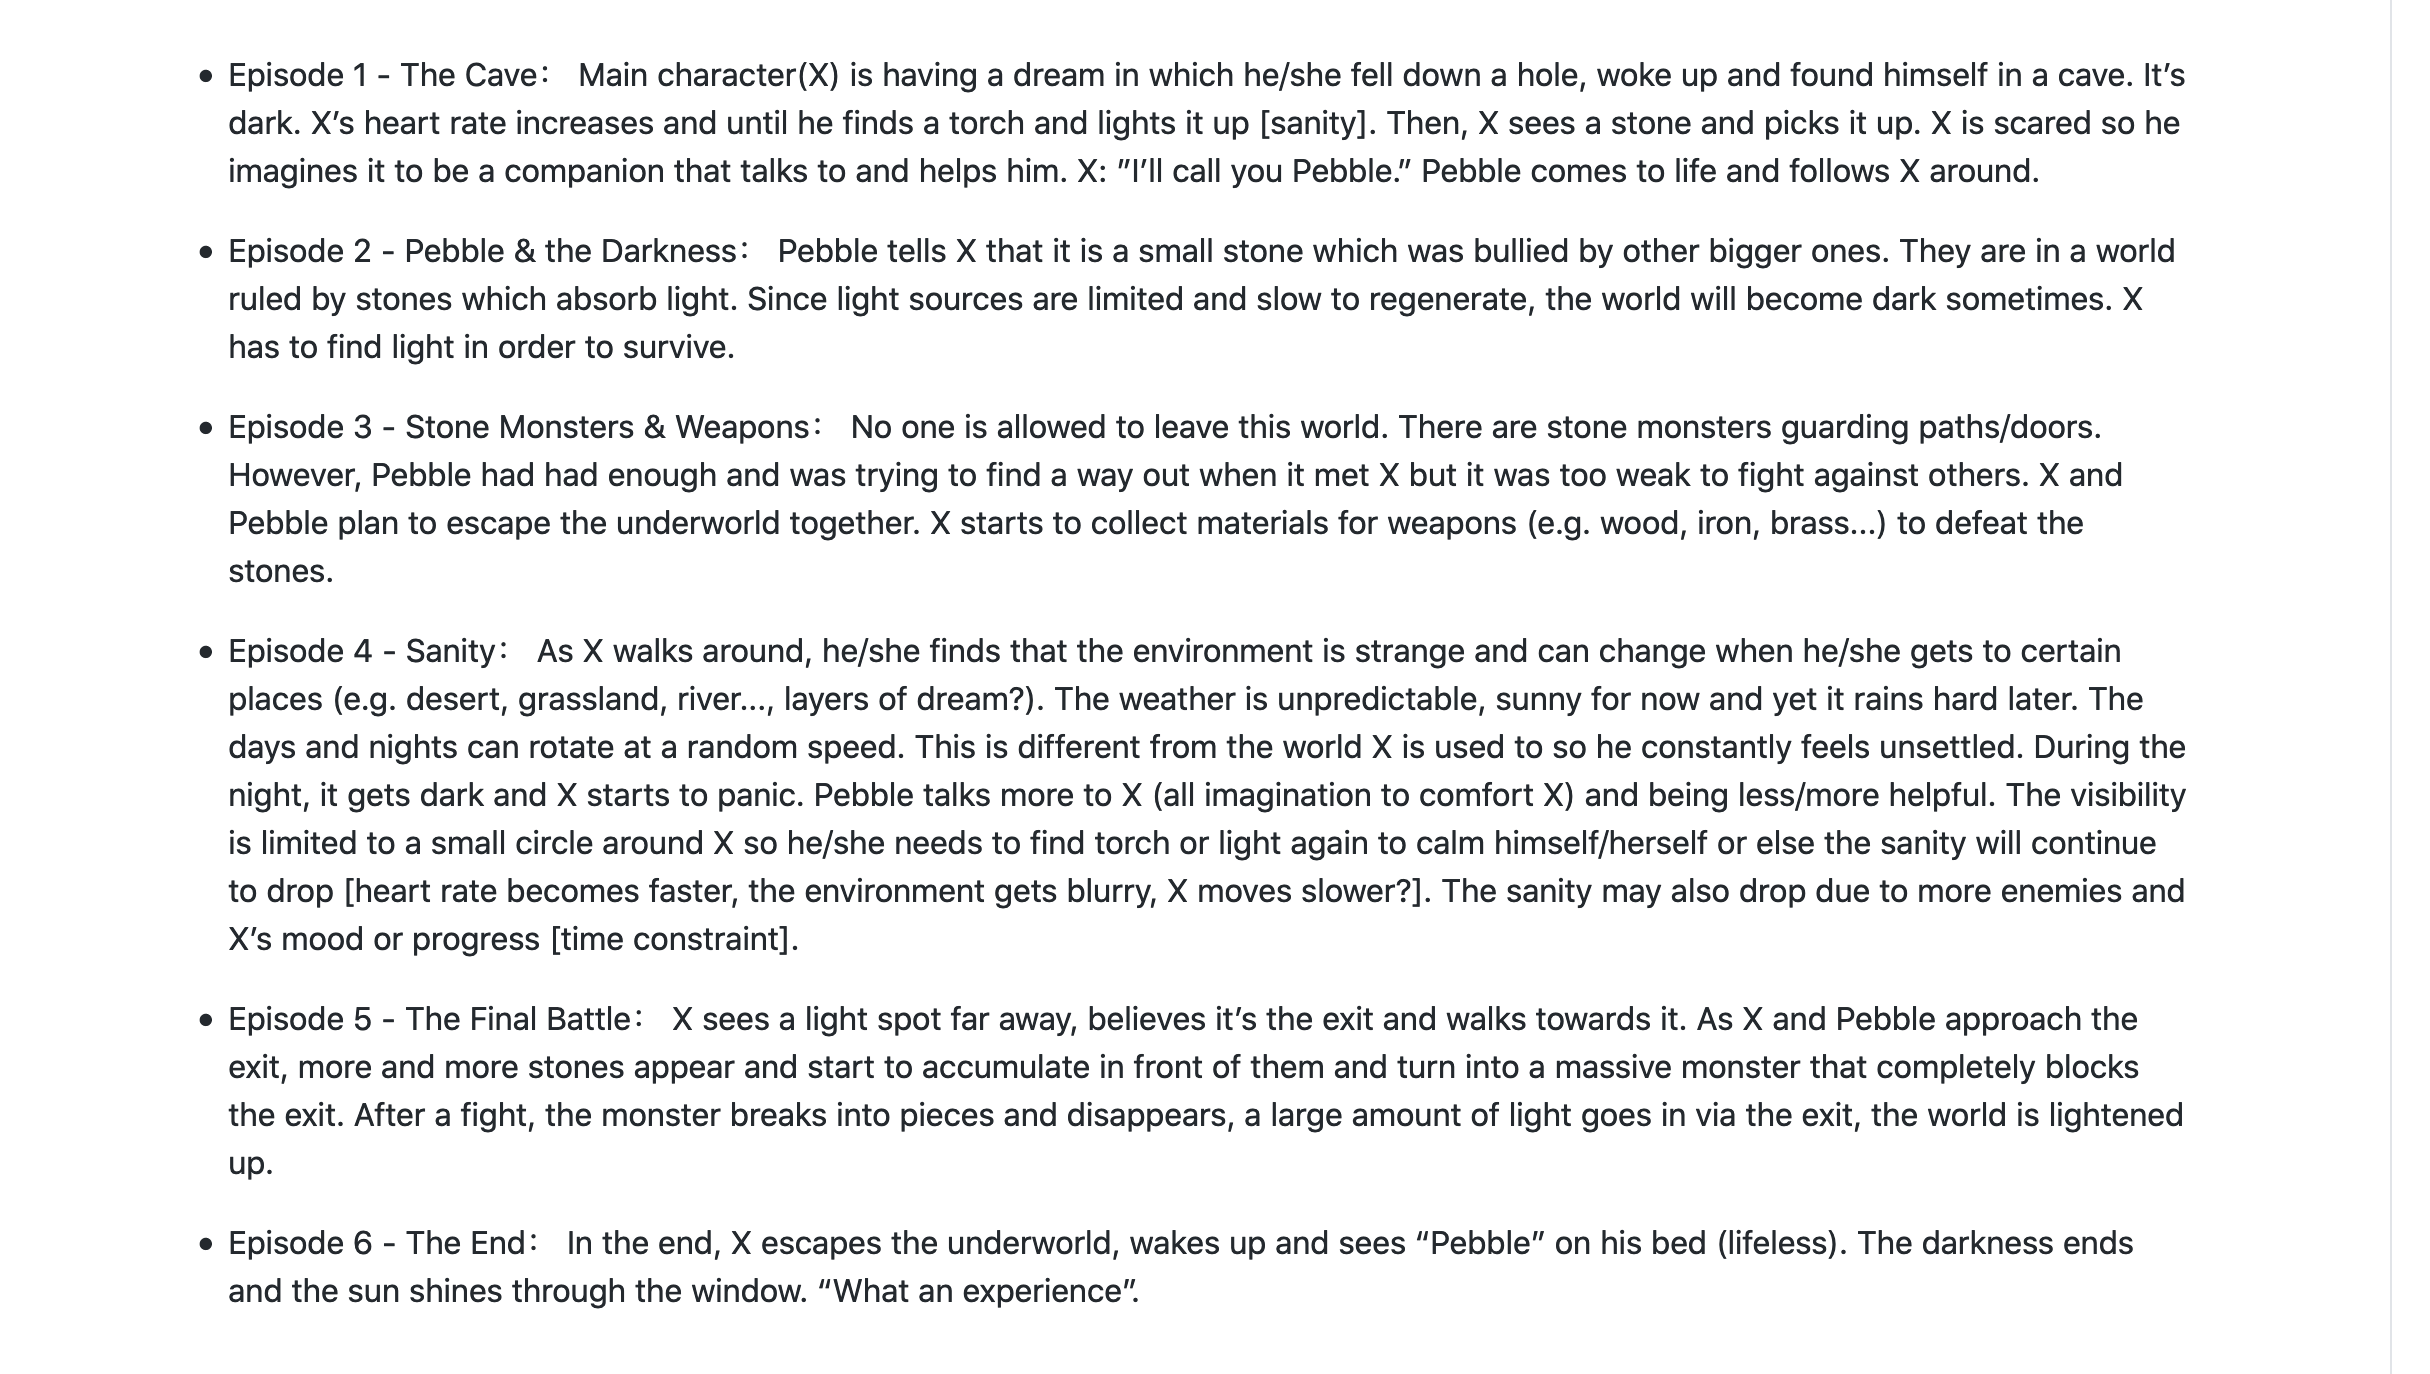 • Episode 1 - The Cave： Main character(X) is having a dream in which he/she fell down a hole, woke up and found himself in a cave. It’s
dark. X’s heart rate increases and until he finds a torch and lights it up [sanity]. Then, X sees a stone and picks it up. X is scared so he
imagines it to be a companion that talks to and helps him. X: ”I’ll call you Pebble.” Pebble comes to life and follows X around.
• Episode 2 - Pebble & the Darkness： Pebble tells X that it is a small stone which was bullied by other bigger ones. They are in a world
ruled by stones which absorb light. Since light sources are limited and slow to regenerate, the world will become dark sometimes. X
has to find light in order to survive.
• Episode 3 - Stone Monsters & Weapons： No one is allowed to leave this world. There are stone monsters guarding paths/doors.
However, Pebble had had enough and was trying to find a way out when it met X but it was too weak to fight against others. X and
Pebble plan to escape the underworld together. X starts to collect materials for weapons (e.g. wood, iron, brass...) to defeat the
stones.
• Episode 4 - Sanity： As X walks around, he/she finds that the environment is strange and can change when he/she gets to certain
places (e.g. desert, grassland, river..., layers of dream?). The weather is unpredictable, sunny for now and yet it rains hard later. The
days and nights can rotate at a random speed. This is different from the world X is used to so he constantly feels unsettled. During the
night, it gets dark and X starts to panic. Pebble talks more to X (all imagination to comfort X) and being less/more helpful. The visibility
is limited to a small circle around X so he/she needs to find torch or light again to calm himself/herself or else the sanity will continue
to drop [heart rate becomes faster, the environment gets blurry, X moves slower?]. The sanity may also drop due to more enemies and
X’s mood or progress [time constraint].
• Episode 5 - The Final Battle： X sees a light spot far away, believes it’s the exit and walks towards it. As X and Pebble approach the
exit, more and more stones appear and start to accumulate in front of them and turn into a massive monster that completely blocks
the exit. After a fight, the monster breaks into pieces and disappears, a large amount of light goes in via the exit, the world is lightened
up.
• Episode 6 - The End： In the end, X escapes the underworld, wakes up and sees “Pebble” on his bed (lifeless). The darkness ends
and the sun shines through the window. “What an experience”.